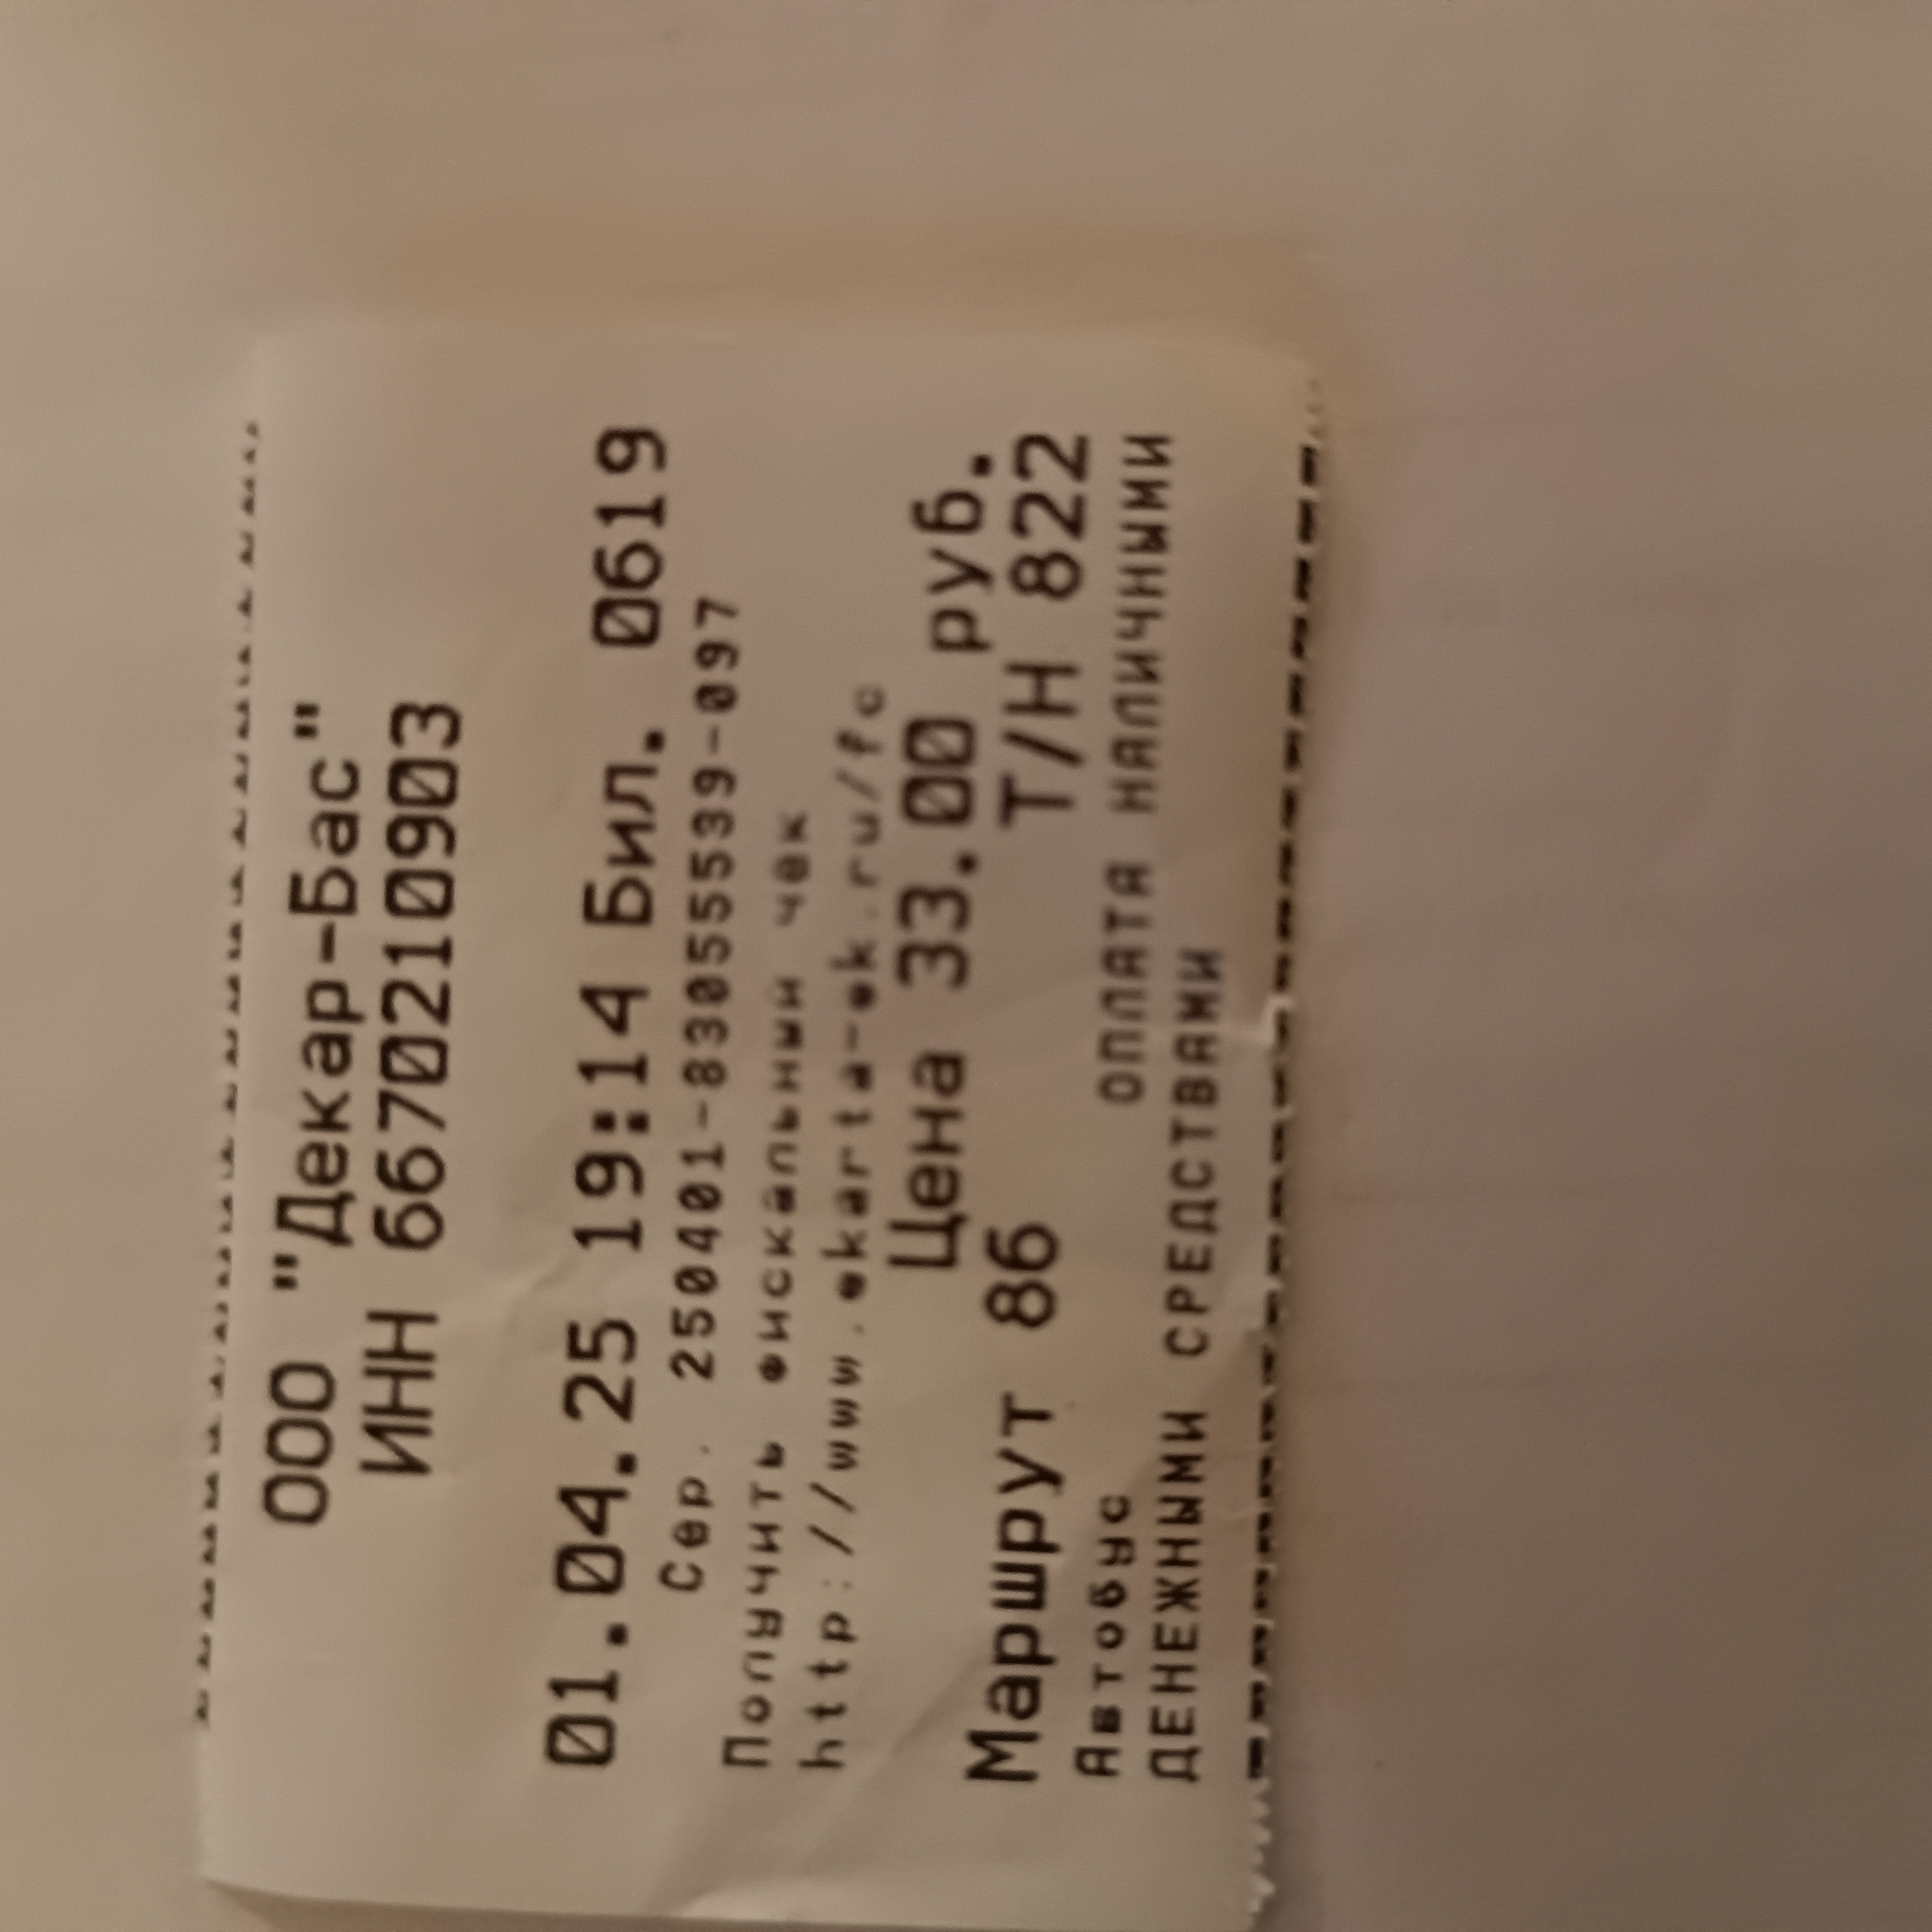 ООО "Декар-Бас"
ИНН 6670210903
01.04.25 19:14 Бил. 0619
Сер. 250401-83055539-097
Получить фискальный чек
http://www.ekarta-ek.ru/fc
Цена 33.00 руб.
Маршрут 86 Т/Н 822
Автобус ОПЛАТА НАЛИЧНЫМИ
ДЕНЕЖНЫМИ СРЕДСТВАМИ